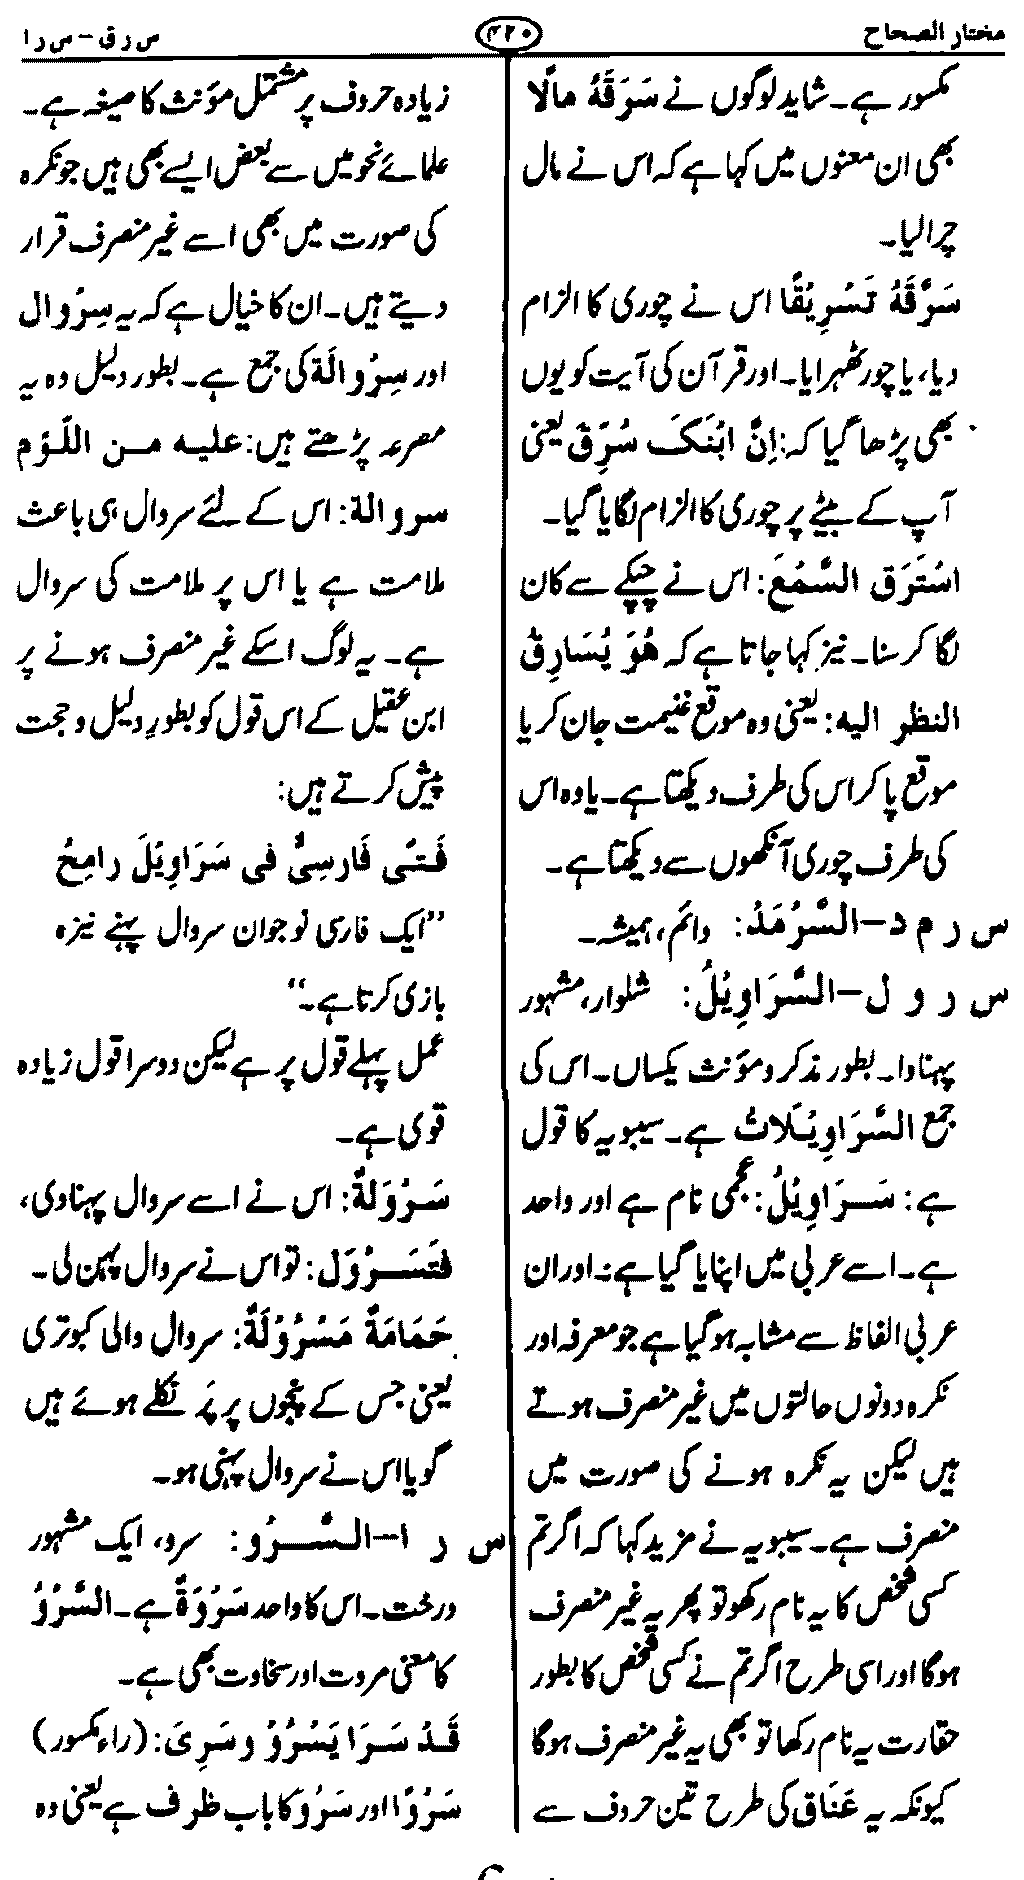 مختار الصحاح
۴۲۰
س ر ق – س ر ا
مکسور ہے۔ شاید لوگوں نے سَرَقَهُ مالًا
بھی ان معنوں میں کہا ہے کہ اس نے مال
چرالیا۔
سَرَّقَهُ تَسْرِيْقًا اس نے چوری کا الزام
دیا، یا چور ٹھہرایا۔ اور قرآن کی آیت کو یوں
بھی پڑھا گیا کہ: اِنَّ ابْنَکَ سُرِّقَ یعنی
آپ کے بیٹے پر چوری کا الزام لگایا گیا۔
اسْتَرَق السَّمْعَ: اس نے چپکے سے کان
لگا کر سنا۔ نیز کہا جاتا ہے کہ هُوَ يُسَارِقُ
النظر اليه: یعنی وہ موقع غنیمت جان کر یا
موقع پا کر اس کی طرف دیکھتا ہے۔ یا وہ اس
کی طرف چوری آنکھوں سے دیکھتا ہے۔
س ر م د–السَّرْمَدُ: دائم، ہمیشہ۔
س ر و ل–السَّرَاوِيْلُ: شلوار، مشہور
پہناوا۔ بطور مذکر و مؤنث یکساں۔ اس کی
جمع السَّرَاوِيْلَاتُ ہے۔ سیبویہ کا قول
ہے: سَرَاوِيْلُ: عجمی نام ہے اور واحد
ہے۔ اسے عربی میں اپنایا گیا ہے: اور ان
عربی الفاظ سے مشابہ ہوگیا ہے جو معرفہ اور
نکرہ دونوں حالتوں میں غیر منصرف ہوتے
ہیں لیکن یہ نکرہ ہونے کی صورت میں
منصرف ہے۔ سیبویہ نے مزید کہا کہ اگر تم
کسی شخص کا یہ نام رکھو تو پھر یہ غیر منصرف
ہوگا اور اسی طرح اگر تم نے کسی شخص کا بطور
حقارت یہ نام رکھا تو بھی یہ غیر منصرف ہوگا
کیونکہ یہ عَنَاق کی طرح تین حروف سے
زیادہ حروف پر مشتمل مؤنث کا صیغہ ہے۔
علمائے نحو میں سے بعض ایسے بھی ہیں جو نکرہ
کی صورت میں بھی اسے غیر منصرف قرار
دیتے ہیں۔ ان کا خیال ہے کہ یہ سِرْوَال
اور سِرْوَالَة کی جمع ہے۔ بطور دلیل وہ یہ
مصرعہ پڑھتے ہیں: عليه من اللَّؤم
سروالة: اس کے لئے سروال ہی باعث
ملامت ہے یا اس پر ملامت کی سروال
ہے۔ یہ لوگ اسکے غیر منصرف ہونے پر
ابن عقیل کے اس قول کو بطورِ دلیل و حجت
پیش کرتے ہیں:
فَتًى فَارِسِىٌّ فى سَرَاوِيْلَ رامِحُ
”ایک فارسی نوجوان سروال پہنے نیزہ
بازی کرتا ہے۔“
عمل پہلے قول پر ہے لیکن دوسرا قول زیادہ
قوی ہے۔
سَرْوَلَهٌ: اس نے اسے سروال پہنا دی،
فَتَسَرْوَل: تو اس نے سروال پہن لی۔
حَمَامَةٌ مَسْرُوْلَةٌ: سروال والی کبوتری
یعنی جس کے پنجوں پر پَر نکلے ہوئے ہیں
گویا اس نے سروال پہنی ہو۔
س ر ا–السَّرْو: سرو، ایک مشہور
درخت۔ اس کا واحد سَرْوَةٌ ہے۔ السَّرْوُ
کا معنی مروت اور سخاوت بھی ہے۔
قَدْ سَرَا يَسْرُوْ و سَرِىَ: (راء مکسور)
سَرْوًا اور سَرُوَ کا باب ظرف ہے یعنی وہ